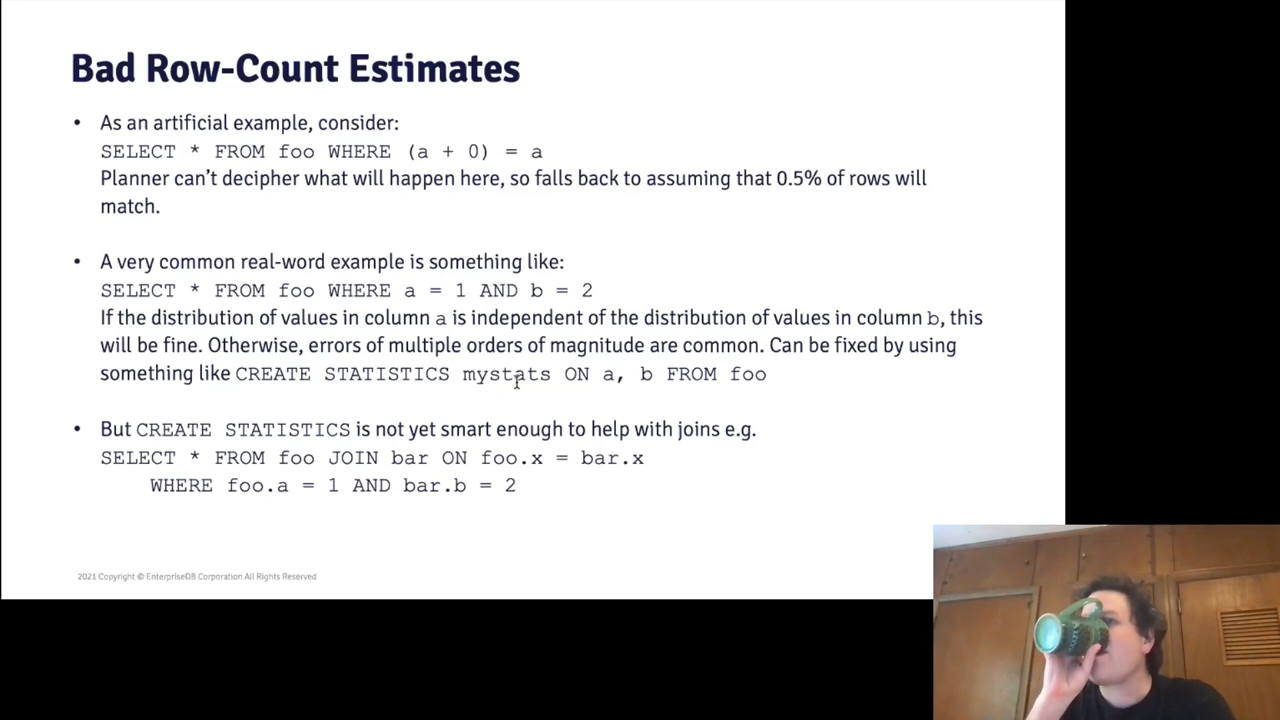 Bad Row-Count Estimates
• As an artificial example, consider:
SELECT * FROM foo WHERE (a + 0) = a
Planner can't decipher what will happen here, so falls back to assuming that 0.5% of rows will
match.
• A very common real-word example is something like:
SELECT * FROM foo WHERE a = 1 AND b = 2
If the distribution of values in column a is independent of the distribution of values in column b, this
will be fine. Otherwise, errors of multiple orders of magnitude are common. Can be fixed by using
something like CREATE STATISTICS mystats ON a, b FROM foo
• But CREATE STATISTICS is not yet smart enough to help with joins e.g.
SELECT * FROM foo JOIN bar ON foo.x = bar.x
WHERE foo.a = 1 AND bar.b = 2
2021 Copyright © EnterpriseDB Corporation All Rights Reserved